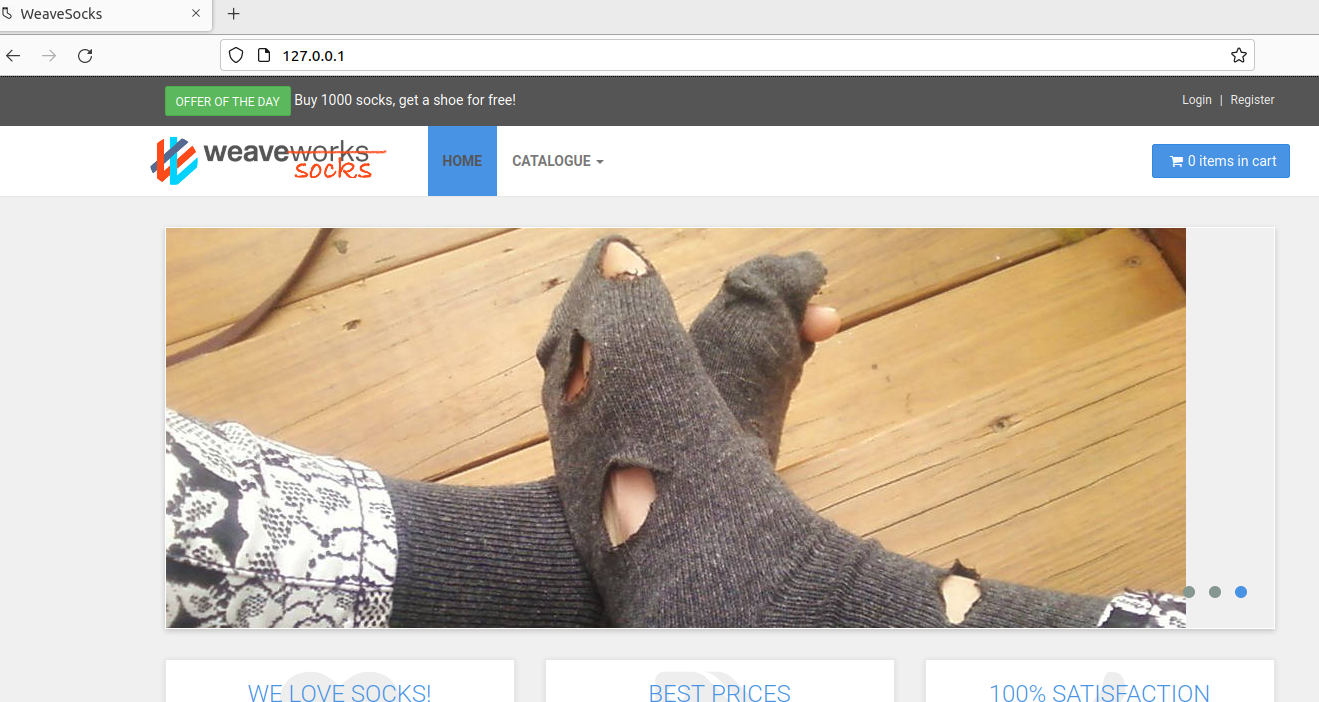 WeaveSocks
127.0.0.1
OFFER OF THE DAY Buy 1000 socks, get a shoe for free!
Login | Register
weaveworks
socks
HOME
CATALOGUE
0 items in cart
WE LOVE SOCKS!
BEST PRICES
100% SATISFACTION